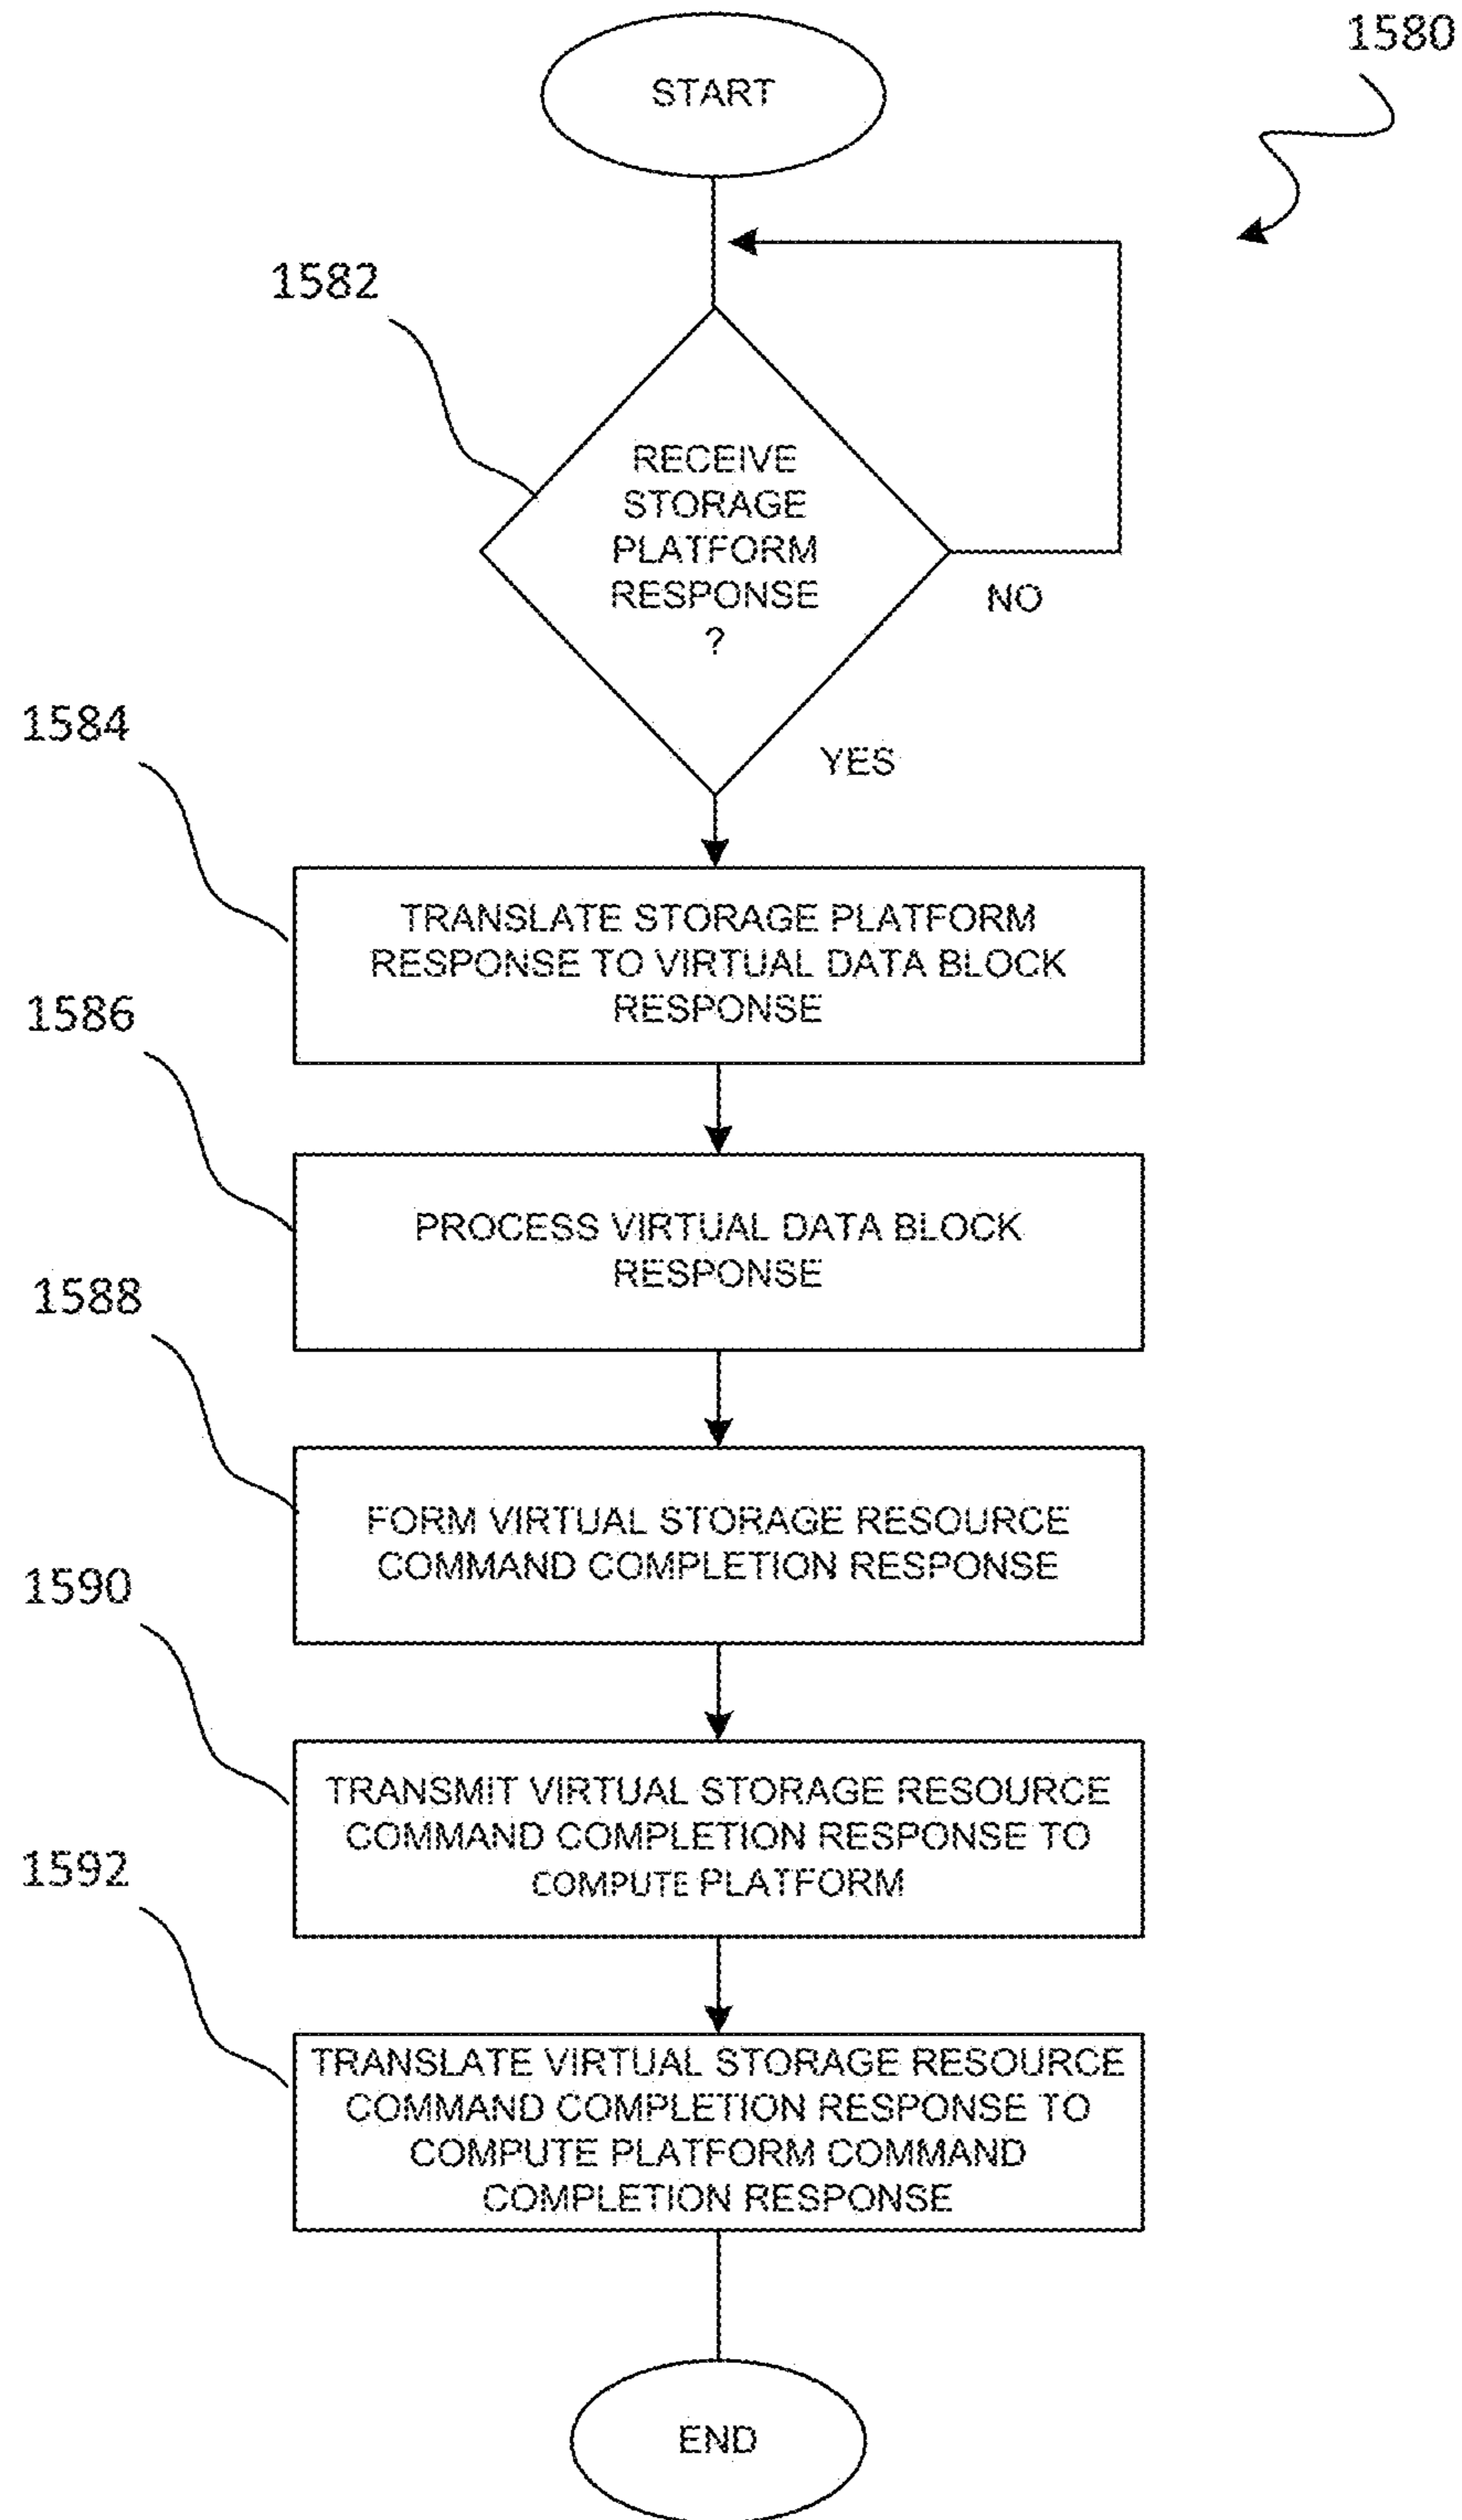 1580
START
1582
RECEIVE
STORAGE
PLATFORM
RESPONSE
?
NO
YES
1584
TRANSLATE STORAGE PLATFORM
RESPONSE TO VIRTUAL DATA BLOCK
RESPONSE
1586
PROCESS VIRTUAL DATA BLOCK
RESPONSE
1588
FORM VIRTUAL STORAGE RESOURCE
COMMAND COMPLETION RESPONSE
1590
TRANSMIT VIRTUAL STORAGE RESOURCE
COMMAND COMPLETION RESPONSE TO
COMPUTE PLATFORM
1592
TRANSLATE VIRTUAL STORAGE RESOURCE
COMMAND COMPLETION RESPONSE TO
COMPUTE PLATFORM COMMAND
COMPLETION RESPONSE
END